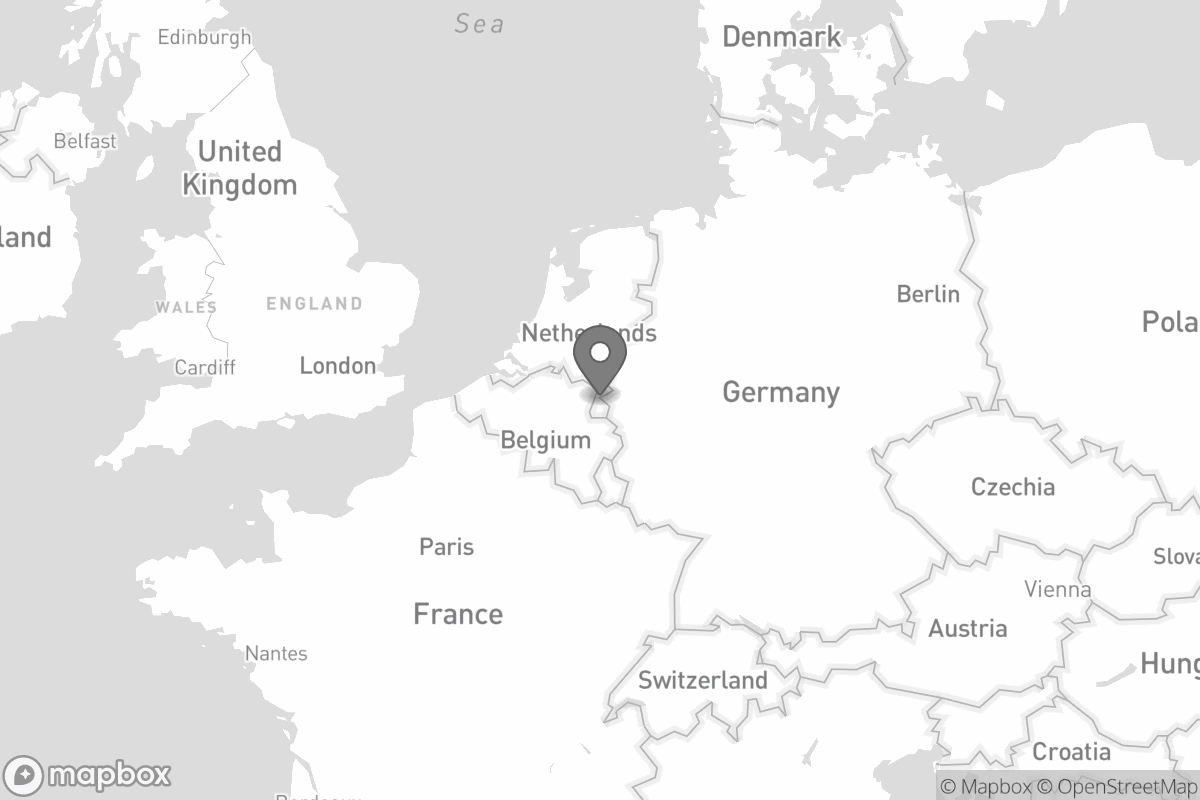 Edinburgh
Sea
Denmark
Belfast
United
Kingdom
land
WALES
ENGLAND
Berlin
Netherlands
Pola
Cardiff
London
Germany
Belgium
Czechia
Paris
Slova
Vienna
France
Austria
Nantes
Switzerland
Hung
Croatia
mapbox
© Mapbox © OpenStreetMap